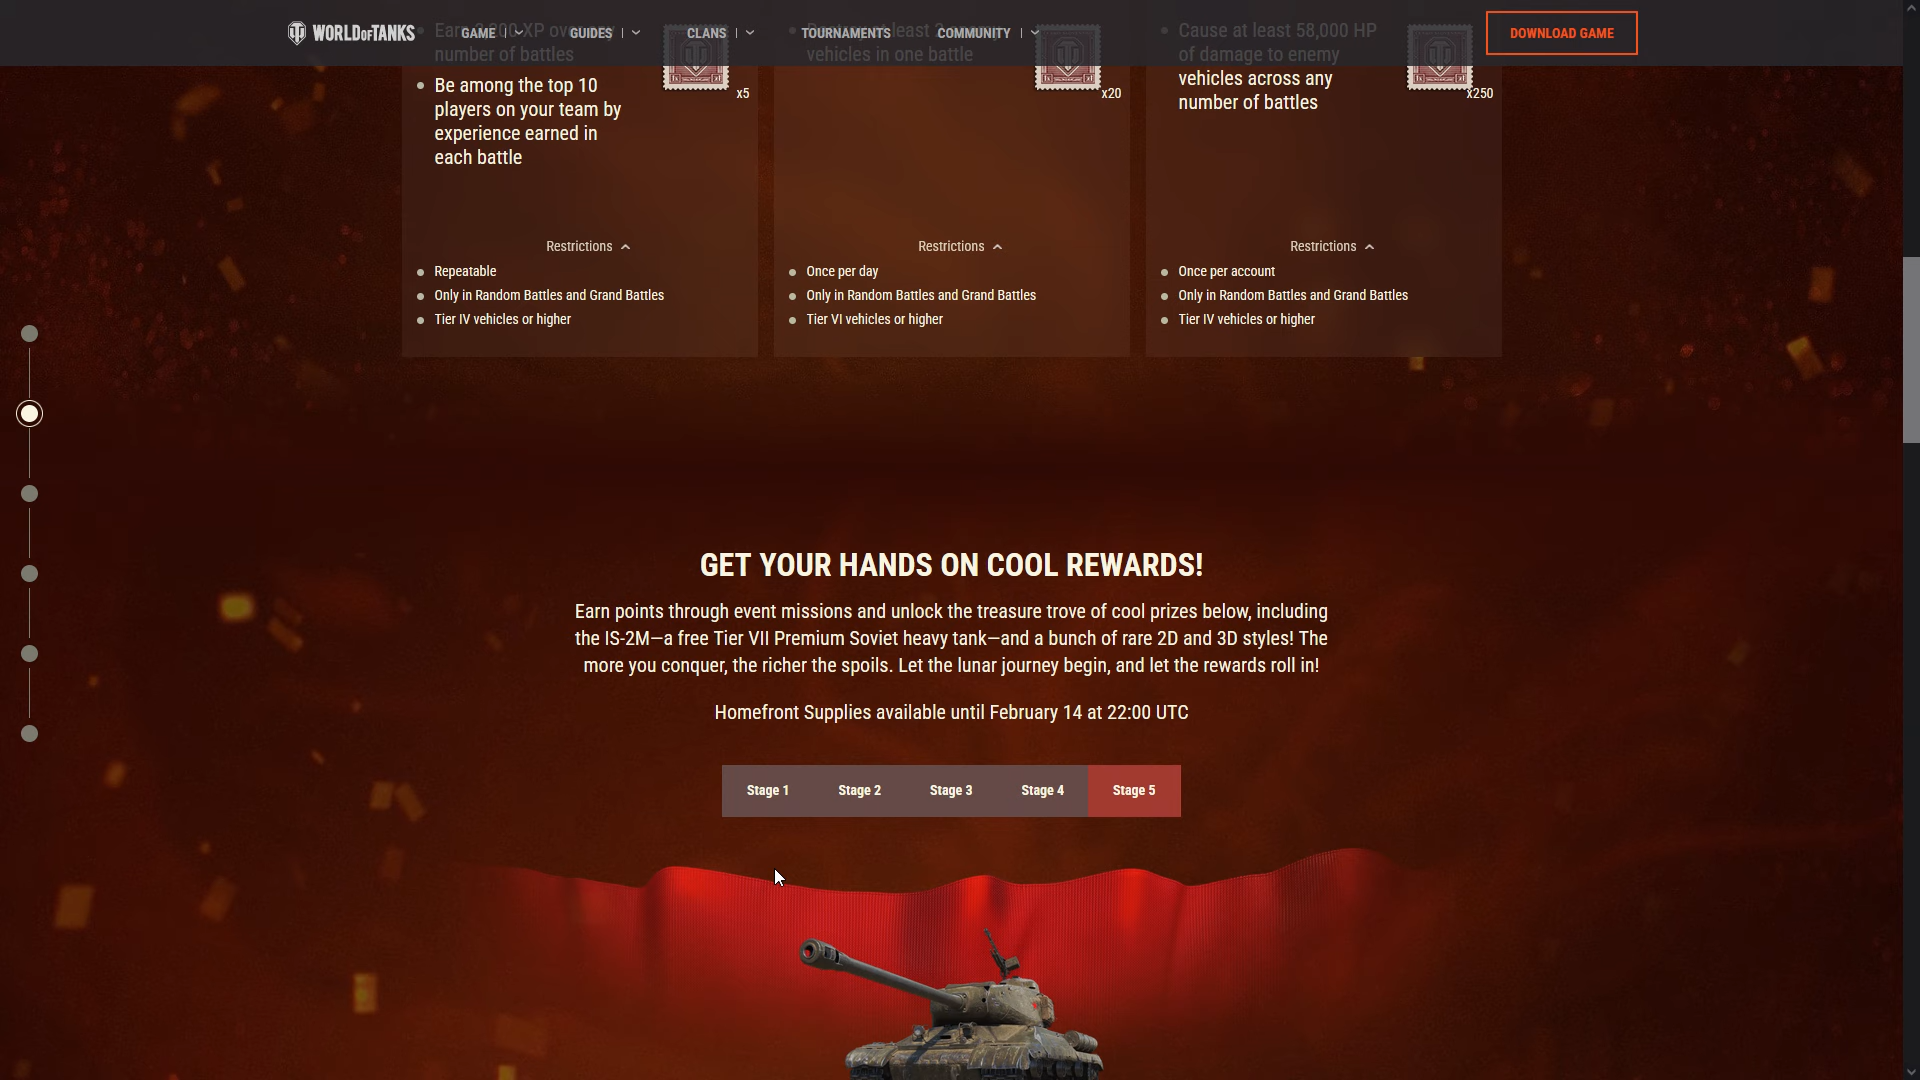 WORLD OF TANKS
GAME
GUIDES
CLANS
TOURNAMENTS
COMMUNITY
DOWNLOAD GAME
number of battles
Be among the top 10
players on your team by
experience earned in
each battle
x5
vehicles in one battle
x20
Cause at least 58,000 HP
of damage to enemy
vehicles across any
number of battles
x250
Restrictions
Repeatable
Only in Random Battles and Grand Battles
Tier IV vehicles or higher
Restrictions
Once per day
Only in Random Battles and Grand Battles
Tier VI vehicles or higher
Restrictions
Once per account
Only in Random Battles and Grand Battles
Tier IV vehicles or higher
GET YOUR HANDS ON COOL REWARDS!
Earn points through event missions and unlock the treasure trove of cool prizes below, including
the IS-2M—a free Tier VII Premium Soviet heavy tank—and a bunch of rare 2D and 3D styles! The
more you conquer, the richer the spoils. Let the lunar journey begin, and let the rewards roll in!
Homefront Supplies available until February 14 at 22:00 UTC
Stage 1
Stage 2
Stage 3
Stage 4
Stage 5